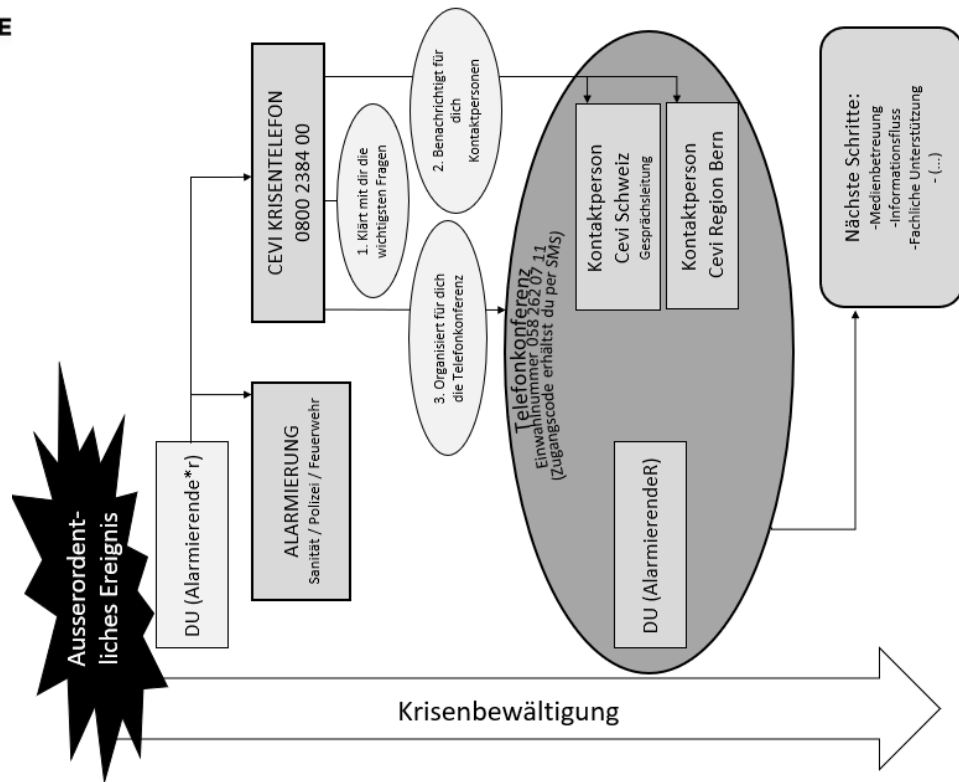 E
Ausserordent-
liches Ereignis
DU (Alarmierende*r)
ALARMIERUNG
Sanität / Polizei / Feuerwehr
CEVI KRISENTELEFON
0800 2384 00
1. Klärt mit dir die
wichtigsten Fragen
2. Benachrichtigt für
dich
Kontaktpersonen
3. Organisiert für dich
die Telefonkonferenz
Telefonkonferenz
Einwahlnummer 058 262 07 11
(Zugangscode erhältst du per SMS)
Kontaktperson
Cevi Schweiz
Gesprächsleitung
Kontaktperson
Cevi Region Bern
DU (AlarmierendeR)
Nächste Schritte:
-Medienbetreuung
-Informationsfluss
-Fachliche Unterstützung
- (...)
Krisenbewältigung